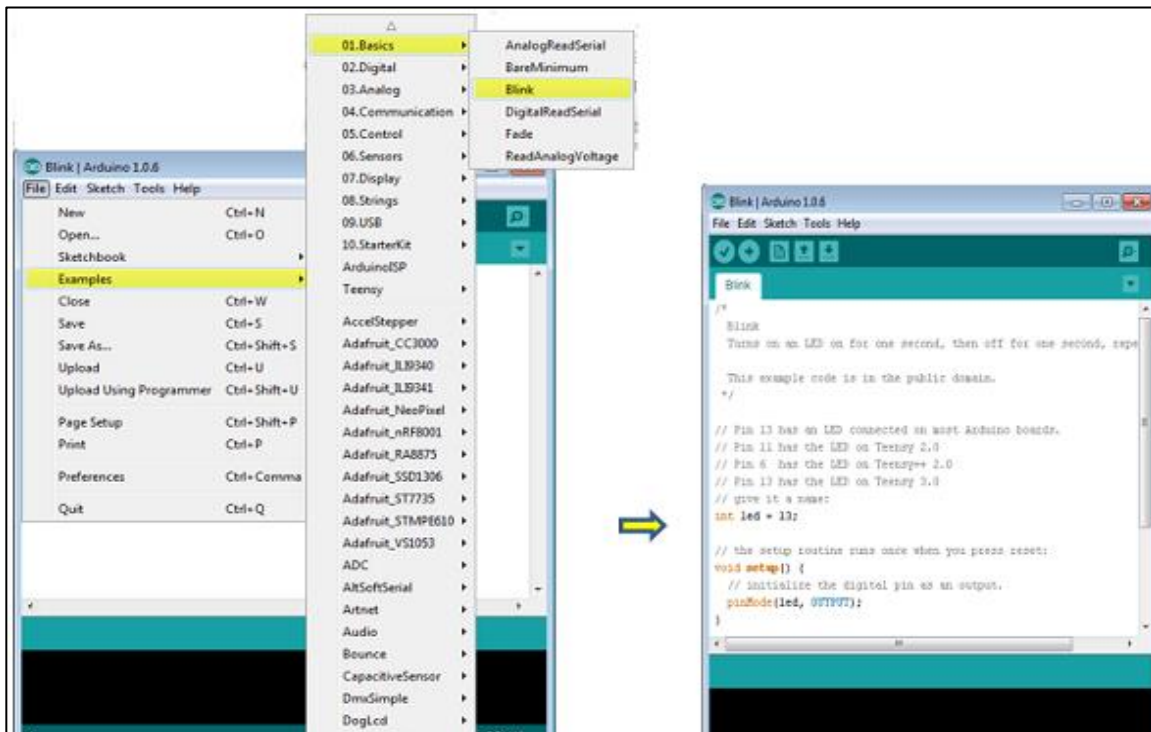 01.Basics
02.Digital
03.Analog
04.Communication
05.Control
06.Sensors
07.Display
08.Strings
09.USB
10.StarterKit
ArduinoISP
Teensy
AccelStepper
Adafruit_CC3000
Adafruit_ILI9340
Adafruit_ILI9341
Adafruit_NeoPixel
Adafruit_nRF8001
Adafruit_RA8875
Adafruit_SSD1306
Adafruit_ST7735
Adafruit_STMPE610
Adafruit_VS1053
ADC
AltSoftSerial
Artnet
Audio
Bounce
CapacitiveSensor
DmxSimple
DogLcd
AnalogReadSerial
BareMinimum
Blink
DigitalReadSerial
Fade
ReadAnalogVoltage
Blink | Arduino 1.0.6
File Edit Sketch Tools Help
New Ctrl+N
Open... Ctrl+O
Sketchbook
Examples
Close Ctrl+W
Save Ctrl+S
Save As... Ctrl+Shift+S
Upload Ctrl+U
Upload Using Programmer Ctrl+Shift+U
Page Setup Ctrl+Shift+P
Print Ctrl+P
Preferences Ctrl+Comma
Quit Ctrl+Q
Blink | Arduino 1.0.6
File Edit Sketch Tools Help
Blink
/*
Blink
Turns on an LED on for one second, then off for one second, repe
This example code is in the public domain.
*/
// Pin 13 has an LED connected on most Arduino boards.
// Pin 11 has the LED on Teensy 2.0
// Pin 6 has the LED on Teensy++ 2.0
// Pin 13 has the LED on Teensy 3.0
// give it a name:
int led = 13;
// the setup routine runs once when you press reset:
void setup() {
// initialize the digital pin as an output.
pinMode(led, OUTPUT);
}